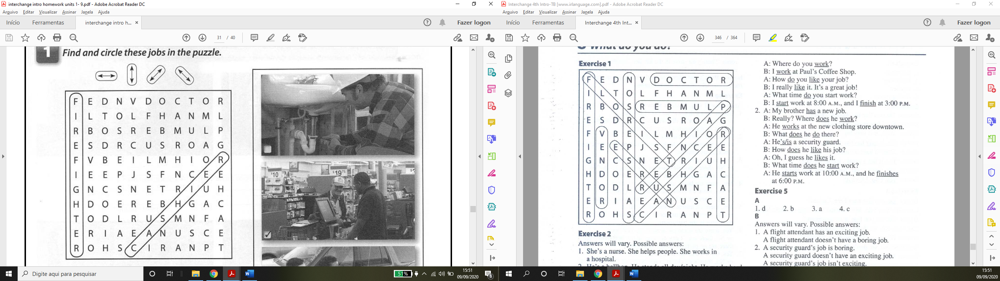 interchange intro homework units 1- 9.pdf - Adobe Acrobat Reader DC
Arquivo Editar Visualizar Assinar Janela Ajuda
Início Ferramentas interchange intro h... × Fazer logon
31 / 40
1 Find and circle these jobs in the puzzle.
F E D N V D O C T O R
I L T O L F H A N M L
R B O S R E B M U L P
E S D R C U S R O A G
F V B E I L M H I O R
I E E P J S F N C E E
G N C S N E T R I U H
H D O E R E B H G A C
T O D L R U S M N F A
E R I A E A N U S C E
R O H S C I R A N P T
$10
$19 75
Digite aqui para pesquisar
51%
15:51
09/09/2020
8
Interchange 4th Intro-TB [www.irlanguage.com].pdf - Adobe Acrobat Reader DC
Arquivo Editar Visualizar Assinar Janela Ajuda
Início Ferramentas Interchange 4th Int... × Fazer logon
346 / 364
What do you do?
Exercise 1
F E D N V D O C T O R
I L T O L F H A N M L
R B O S R E B M U L P
E S D R C U S R O A G
F V B E I L M H I O R
I E E P J S F N C E E
G N C S N E T R I U H
H D O E R E B H G A C
T O D L R U S M N F A
E R I A E A N U S C E
R O H S C I R A N P T
Exercise 2
Answers will vary. Possible answers:
1. She's a nurse. She helps people. She works in
a hospital.
2. He's a bellhop. He stands all day/night. He works hard
A: Where do you work?
B: I work at Paul's Coffee Shop.
A: How do you like your job?
B: I really like it. It's a great job!
A: What time do you start work?
B: I start work at 8:00 A.M., and I finish at 3:00 P.M.
2. A: My brother has a new job.
B: Really? Where does he work?
A: He works at the new clothing store downtown.
B: What does he do there?
A: He's/is a security guard.
B: How does he like his job?
A: Oh, I guess he likes it.
B: What time does he start work?
A: He starts work at 10:00 A.M., and he finishes
at 6:00 P.M.
Exercise 5
A
1. d 2. b 3. a 4. c
B
Answers will vary. Possible answers:
1. A flight attendant has an exciting job.
A flight attendant doesn't have a boring job.
2. A security guard's job is boring.
A security guard doesn't have an exciting job.
A security guard's job isn't exciting.
15:51
09/09/2020